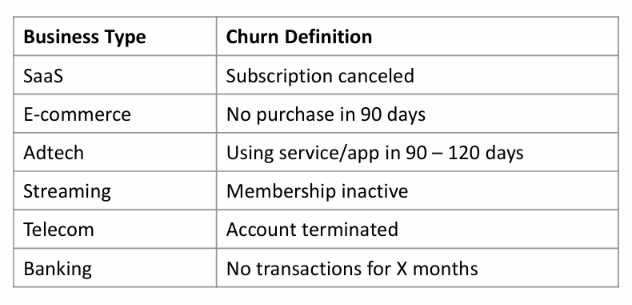 Business Type Churn Definition
SaaS Subscription canceled
E-commerce No purchase in 90 days
Adtech Using service/app in 90 – 120 days
Streaming Membership inactive
Telecom Account terminated
Banking No transactions for X months